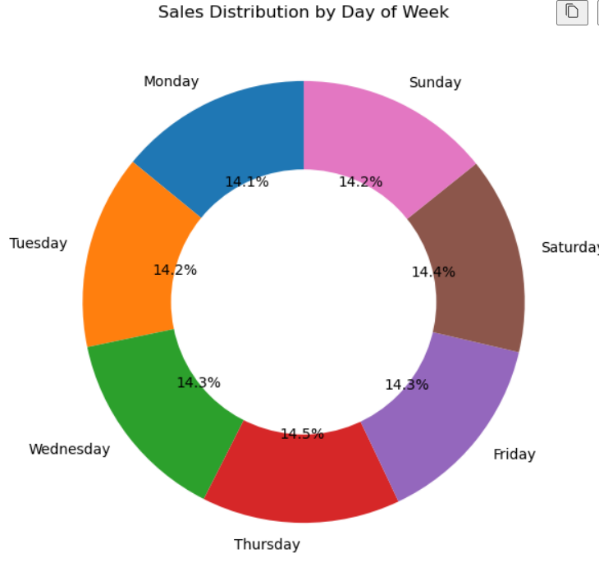 Sales Distribution by Day of Week
Monday
Sunday
14.1%
14.2%
Tuesday
Saturday
14.2%
14.4%
14.3%
14.3%
Wednesday
14.5%
Friday
Thursday